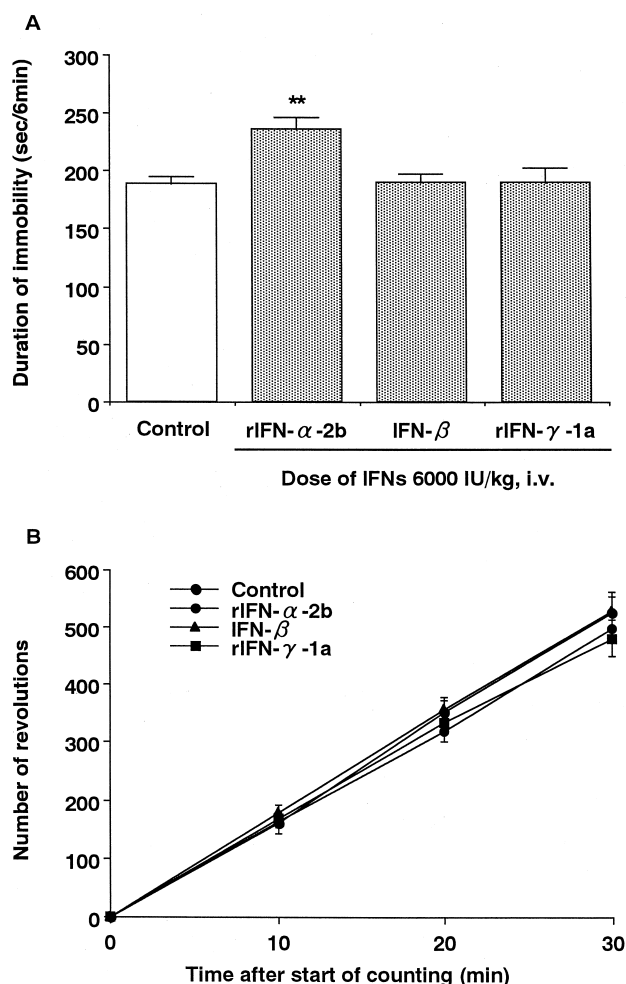 A
Duration of immobility (sec/6min)
300
250
200
150
100
50
0
**
Control
rIFN-α-2b
IFN-β
rIFN-γ-1a
Dose of IFNs 6000 IU/kg, i.v.
B
Number of revolutions
600
500
400
300
200
100
0
Control
rIFN-α-2b
IFN-β
rIFN-γ-1a
0
10
20
30
Time after start of counting (min)